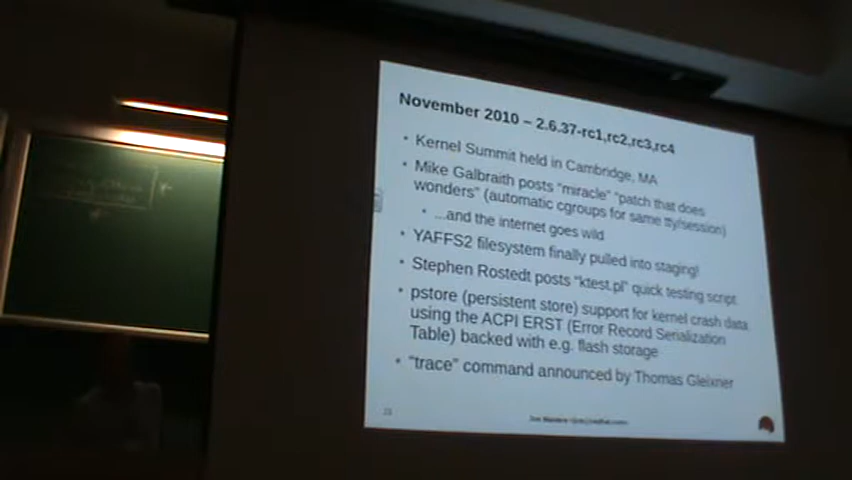 November 2010 – 2.6.37-rc1,rc2,rc3,rc4
• Kernel Summit held in Cambridge, MA
• Mike Galbraith posts "miracle" "patch that does
wonders" (automatic cgroups for same tty/session)
• ...and the internet goes wild
• YAFFS2 filesystem finally pulled into staging!
• Stephen Rostedt posts "ktest.pl" quick testing script
• pstore (persistent store) support for kernel crash data
using the ACPI ERST (Error Record Serialization
Table) backed with e.g. flash storage
• "trace" command announced by Thomas Gleixner